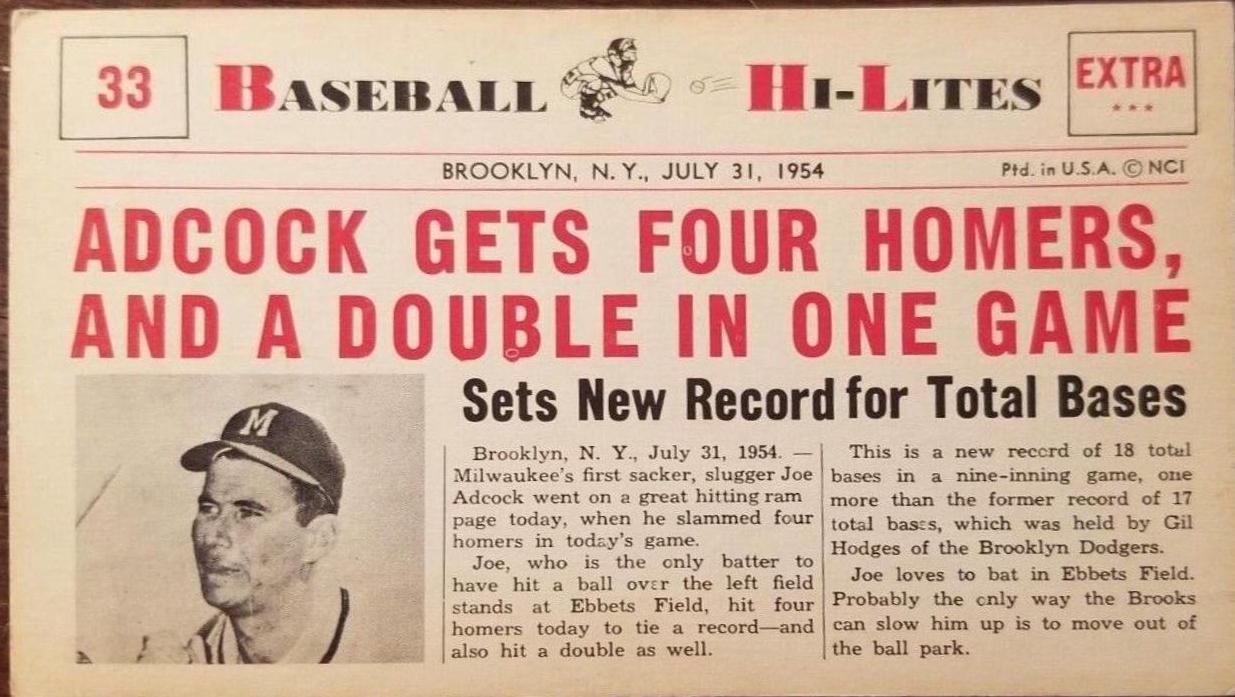 33
BASEBALL HI-LITES
EXTRA
***
BROOKLYN, N. Y., JULY 31, 1954
Ptd. in U.S.A. © NCI
ADCOCK GETS FOUR HOMERS,
AND A DOUBLE IN ONE GAME
M
Sets New Record for Total Bases
Brooklyn, N. Y., July 31, 1954. —
Milwaukee's first sacker, slugger Joe
Adcock went on a great hitting ram
page today, when he slammed four
homers in today's game.
Joe, who is the only batter to
have hit a ball over the left field
stands at Ebbets Field, hit four
homers today to tie a record—and
also hit a double as well.
This is a new record of 18 total
bases in a nine-inning game, one
more than the former record of 17
total bases, which was held by Gil
Hodges of the Brooklyn Dodgers.
Joe loves to bat in Ebbets Field.
Probably the only way the Brooks
can slow him up is to move out of
the ball park.